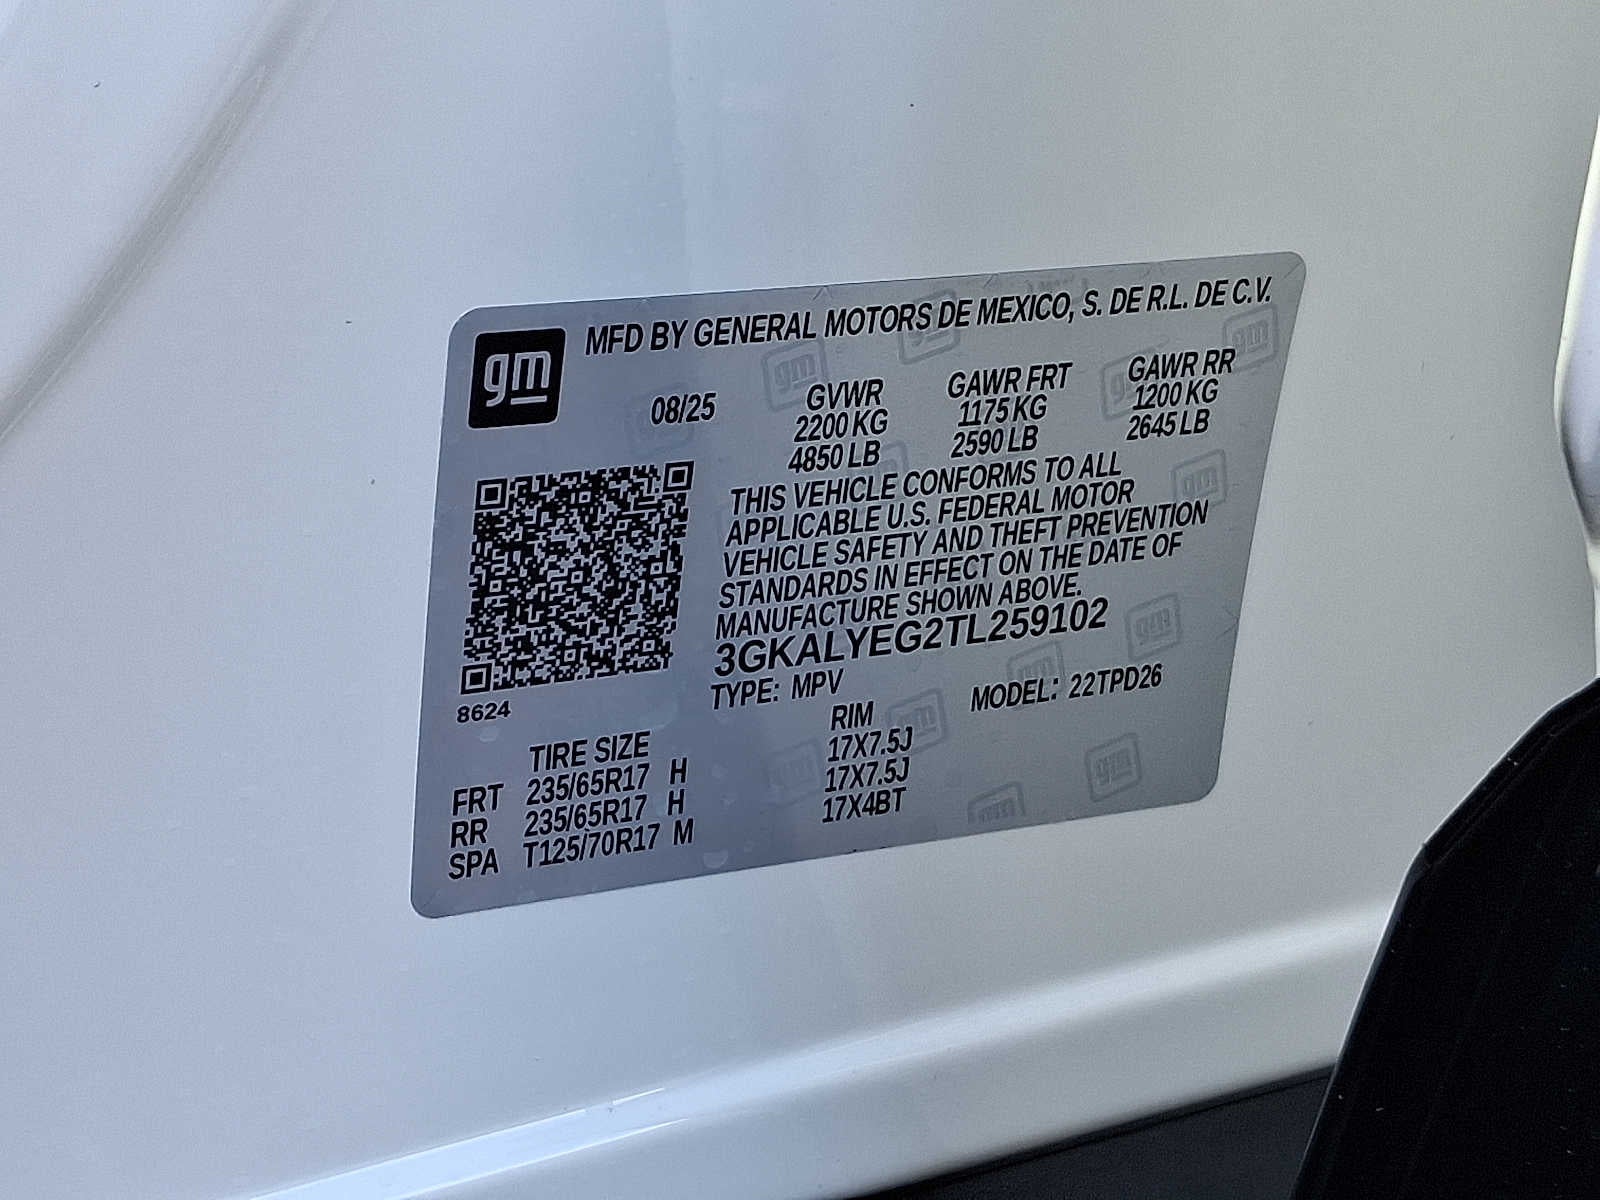 gm
MFD BY GENERAL MOTORS DE MEXICO, S. DE R.L. DE C.V.
08/25 GVWR GAWR FRT GAWR RR
2200 KG 1175 KG 1200 KG
4850 LB 2590 LB 2645 LB
THIS VEHICLE CONFORMS TO ALL
APPLICABLE U.S. FEDERAL MOTOR
VEHICLE SAFETY AND THEFT PREVENTION
STANDARDS IN EFFECT ON THE DATE OF
MANUFACTURE SHOWN ABOVE.
3GKALYEG2TL259102
TYPE: MPV MODEL: 22TPD26
8624
TIRE SIZE RIM
FRT 235/65R17 H 17X7.5J
RR 235/65R17 H 17X7.5J
SPA T125/70R17 M 17X4BT